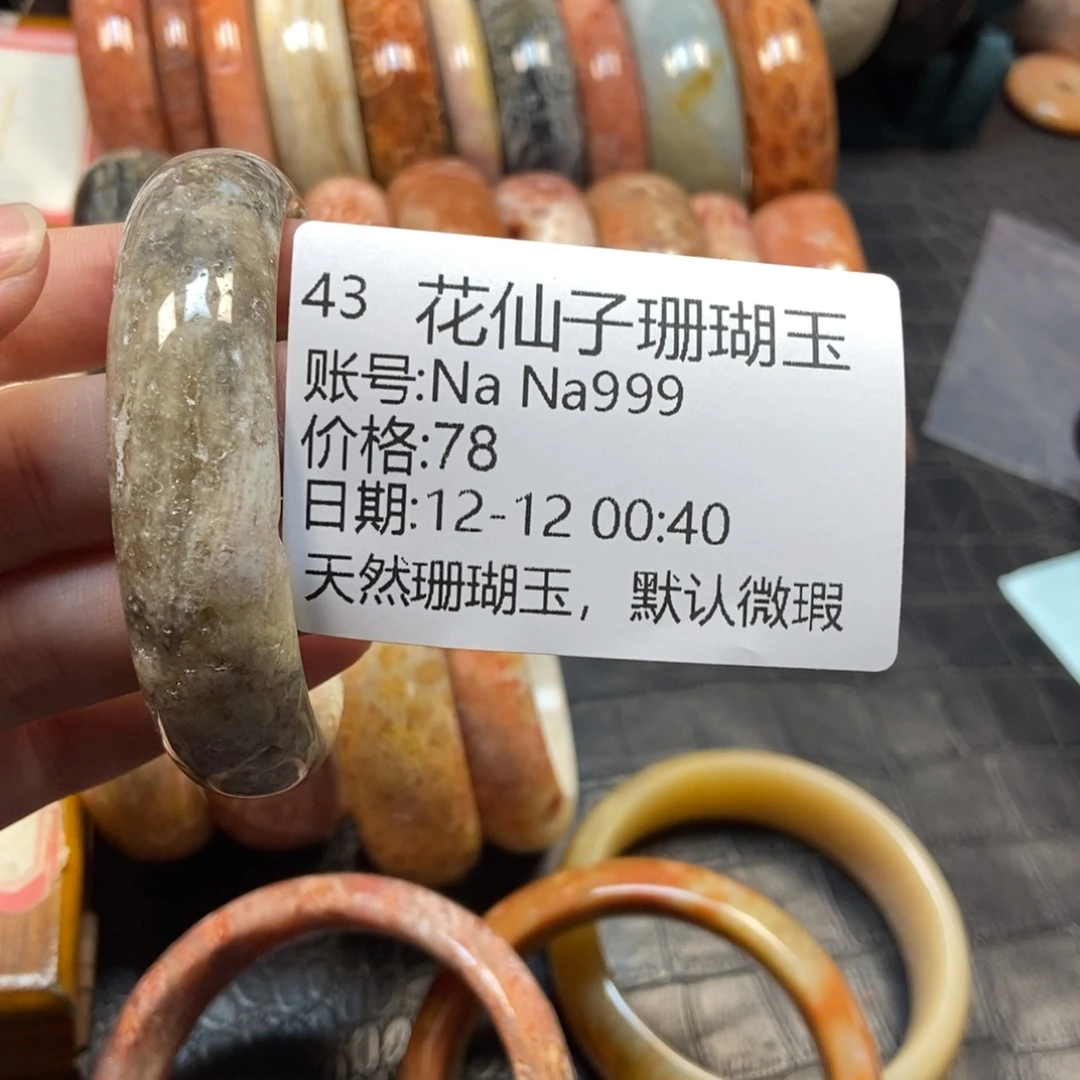 43 花仙子珊瑚玉
账号:Na Na999
价格:78
日期:12-12 00:40
天然珊瑚玉，默认微瑕